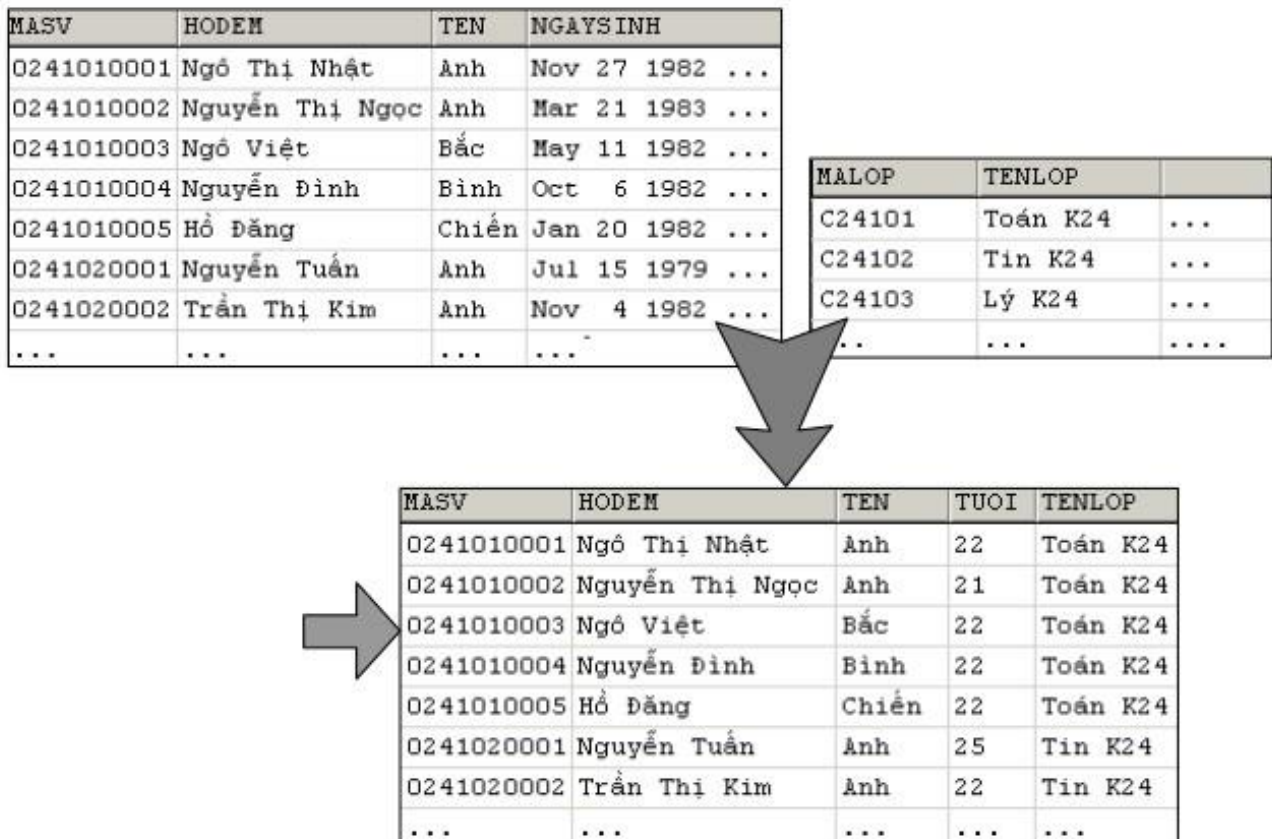 MASV HODEM TEN NGAYSINH
0241010001 Ngô Thị Nhật Anh Nov 27 1982 ...
0241010002 Nguyễn Thị Ngọc Anh Mar 21 1983 ...
0241010003 Ngô Việt Bắc May 11 1982 ...
0241010004 Nguyễn Đình Bình Oct 6 1982 ...
0241010005 Hồ Đăng Chiến Jan 20 1982 ...
0241020001 Nguyễn Tuấn Anh Jul 15 1979 ...
0241020002 Trần Thị Kim Anh Nov 4 1982 ...
... ... ... ...
MALOP TENLOP
C24101 Toán K24 ...
C24102 Tin K24 ...
C24103 Lý K24 ...
... ... ....
MASV HODEM TEN TUOI TENLOP
0241010001 Ngô Thị Nhật Anh 22 Toán K24
0241010002 Nguyễn Thị Ngọc Anh 21 Toán K24
0241010003 Ngô Việt Bắc 22 Toán K24
0241010004 Nguyễn Đình Bình 22 Toán K24
0241010005 Hồ Đăng Chiến 22 Toán K24
0241020001 Nguyễn Tuấn Anh 25 Tin K24
0241020002 Trần Thị Kim Anh 22 Tin K24
... ... ... ... ...